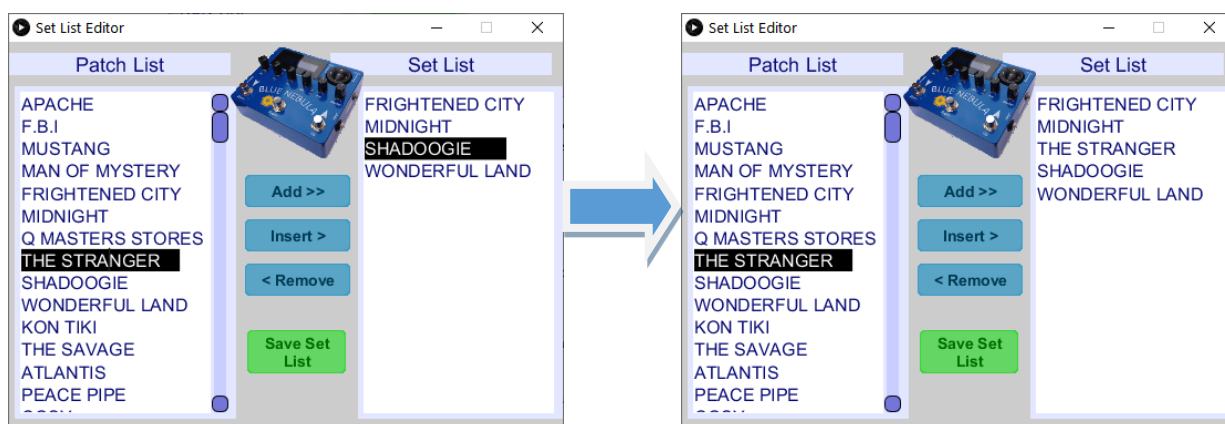 Set List Editor
Patch List
Set List
BLUE NEBULA
APACHE
F.B.I
MUSTANG
MAN OF MYSTERY
FRIGHTENED CITY
MIDNIGHT
Q MASTERS STORES
THE STRANGER
SHADOOGIE
WONDERFUL LAND
KON TIKI
THE SAVAGE
ATLANTIS
PEACE PIPE
Add >>
Insert >
< Remove
Save Set
List
FRIGHTENED CITY
MIDNIGHT
SHADOOGIE
WONDERFUL LAND
Set List Editor
Patch List
Set List
BLUE NEBULA
APACHE
F.B.I
MUSTANG
MAN OF MYSTERY
FRIGHTENED CITY
MIDNIGHT
Q MASTERS STORES
THE STRANGER
SHADOOGIE
WONDERFUL LAND
KON TIKI
THE SAVAGE
ATLANTIS
PEACE PIPE
Add >>
Insert >
< Remove
Save Set
List
FRIGHTENED CITY
MIDNIGHT
THE STRANGER
SHADOOGIE
WONDERFUL LAND